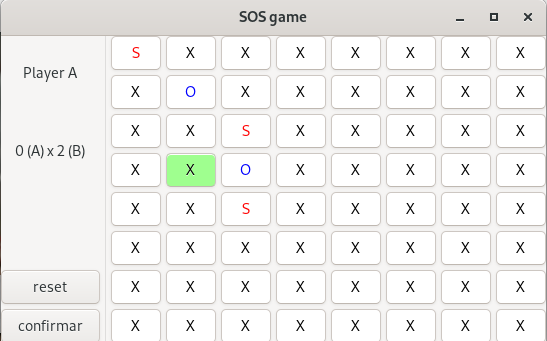 SOS game
Player A
0 (A) x 2 (B)
reset
confirmar
S X X X X X X X
X O X X X X X X
X X S X X X X X
X X O X X X X X
X X S X X X X X
X X X X X X X X
X X X X X X X X
X X X X X X X X